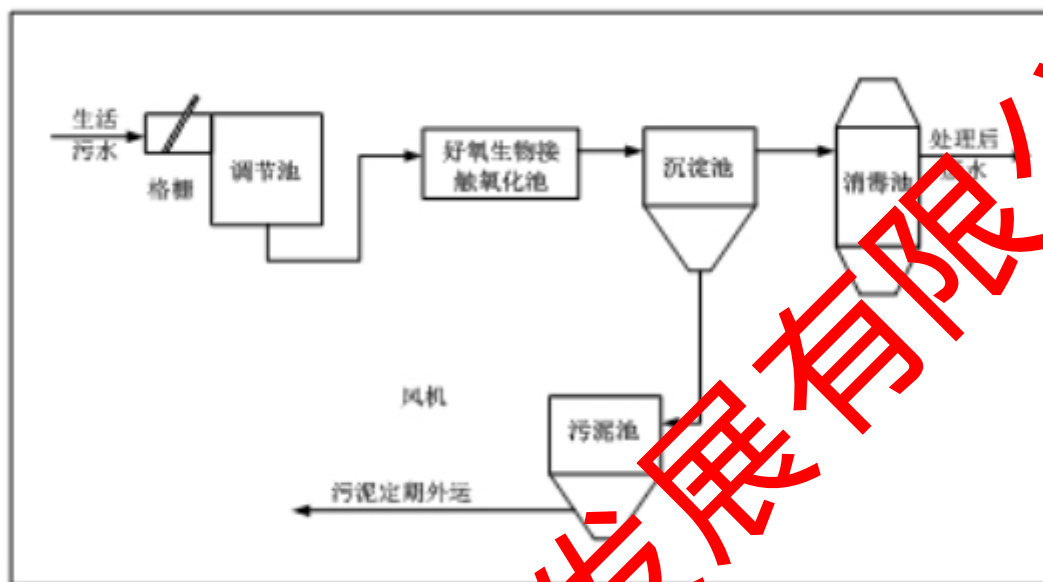 生活
污水
格栅
调节池
好氧生物接
触氧化池
沉淀池
消毒池
处理后
水
风机
污泥池
污泥定期外运
发展有限